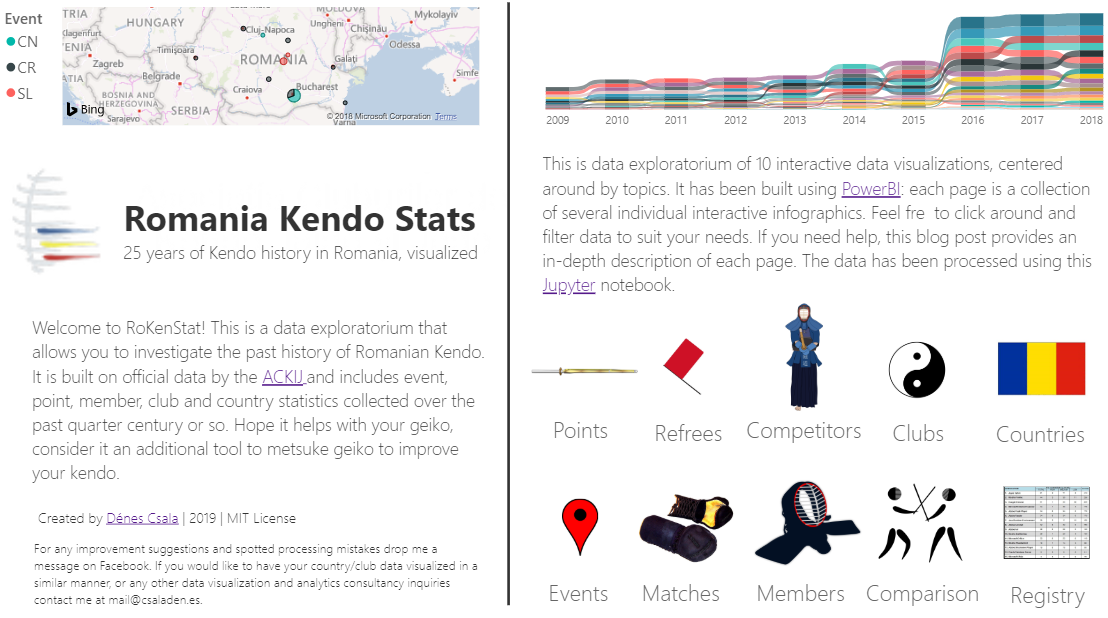 Event
CN
CR
SL
TRIA
HUNGARY
MOLDOVA
Mykolayiv
Klagenfurt
Cluj-Napoca
Ungheni
Chișinău
ENIA
Zagreb
Timișoara
ROMANIA
Galați
Odessa
ATIA
Belgrade
Simfe
BOSNIA AND
HERZEGOVINA
Craiova
Bucharest
Bing
Sarajevo
SERBIA
Varna
© 2018 Microsoft Corporation Terms
Romania Kendo Stats
25 years of Kendo history in Romania, visualized
Welcome to RoKenStat! This is a data exploratorium that
allows you to investigate the past history of Romanian Kendo.
It is built on official data by the ACKIJ and includes event,
point, member, club and country statistics collected over the
past quarter century or so. Hope it helps with your geiko,
consider it an additional tool to metsuke geiko to improve
your kendo.
Created by Dénes Csala | 2019 | MIT License
For any improvement suggestions and spotted processing mistakes drop me a
message on Facebook. If you would like to have your country/club data visualized in a
similar manner, or any other data visualization and analytics consultancy inquiries
contact me at mail@csaladen.es.
2009 2010 2011 2012 2013 2014 2015 2016 2017 2018
This is data exploratorium of 10 interactive data visualizations, centered
around by topics. It has been built using PowerBI: each page is a collection
of several individual interactive infographics. Feel fre to click around and
filter data to suit your needs. If you need help, this blog post provides an
in-depth description of each page. The data has been processed using this
Jupyter notebook.
Points Refrees Competitors Clubs Countries
Events Matches Members Comparison Registry